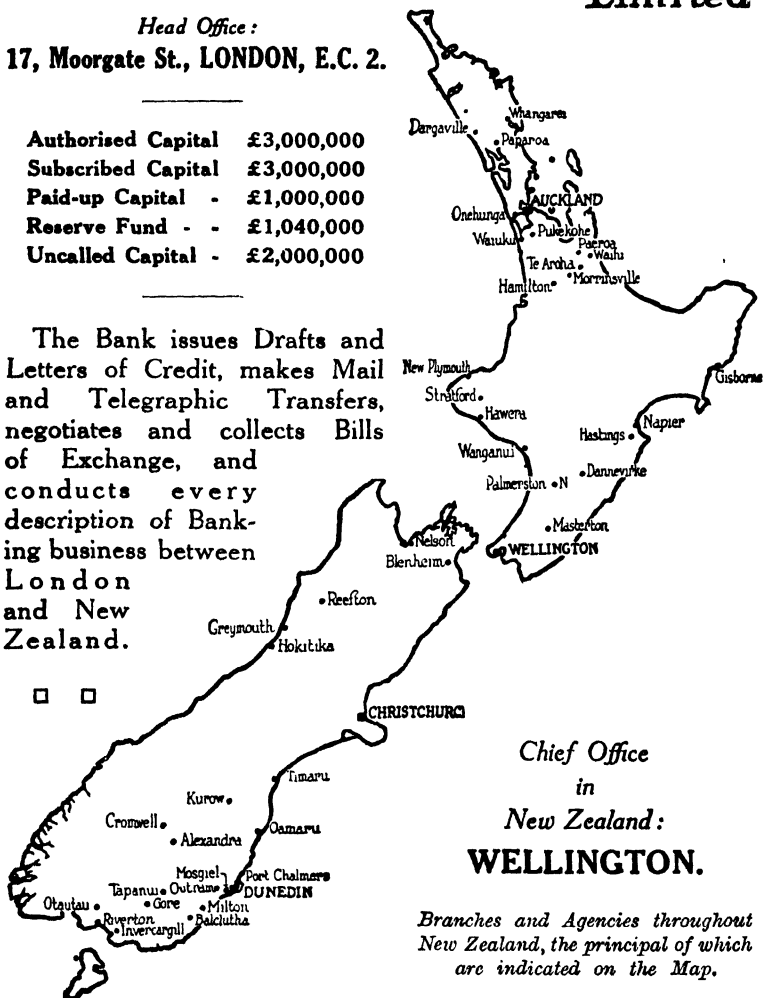 Limited
Head Office:
17, Moorgate St., LONDON, E.C. 2.
Authorised Capital £3,000,000
Subscribed Capital £3,000,000
Paid-up Capital - £1,000,000
Reserve Fund - - £1,040,000
Uncalled Capital - £2,000,000
The Bank issues Drafts and
Letters of Credit, makes Mail
and Telegraphic Transfers,
negotiates and collects Bills
of Exchange, and
conducts every
description of Bank-
ing business between
London
and New
Zealand.
Whangarea
Dargaville
Paparoa
AUCKLAND
Onehunga
Pukekohe
Waiuku
Paeroa
Waihi
Te Aroha
Morrinsville
Hamilton
New Plymouth
Gisborne
Stratford
Hawera
Napier
Hastings
Wanganui
Dannevirke
Palmerston N
Masterton
Nelson
WELLINGTON
Blenheim
Reefton
Greymouth
Hokitika
CHRISTCHURCH
Timaru
Kurow
Cromwell
Oamaru
Alexandra
Mosgiel
Port Chalmers
Tapanui
Outram
DUNEDIN
Otautau
Gore
Milton
Riverton
Balclutha
Invercargill
Chief Office
in
New Zealand:
WELLINGTON.
Branches and Agencies throughout
New Zealand, the principal of which
are indicated on the Map.